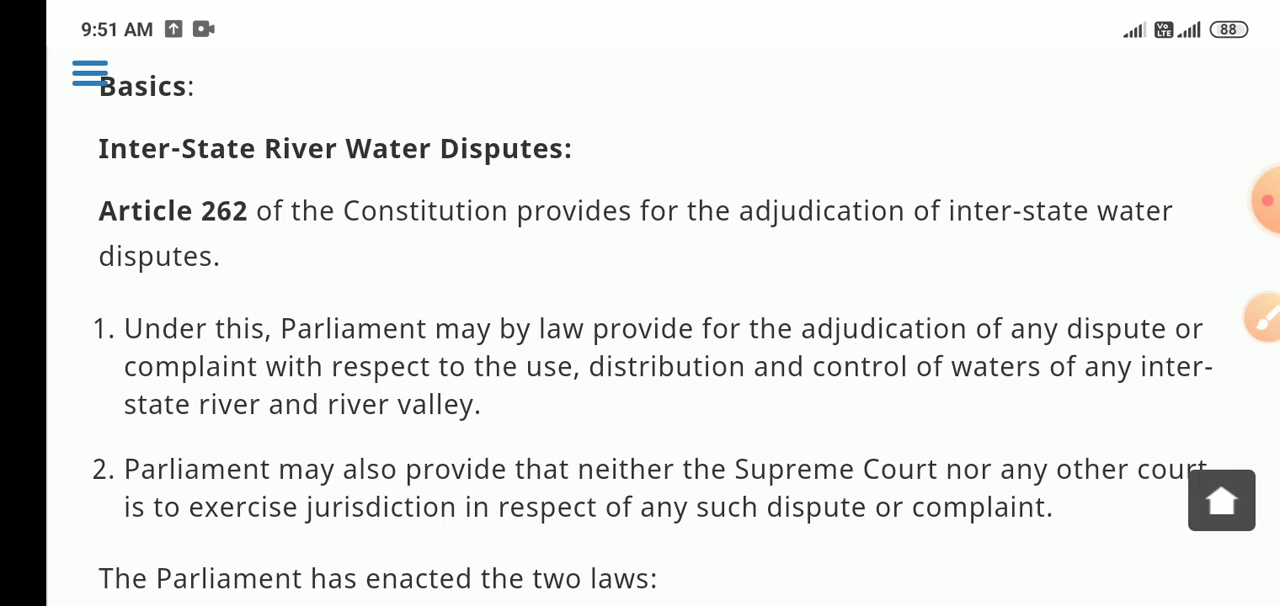 9:51 AM
Vo LTE
88
Basics:
Inter-State River Water Disputes:
Article 262 of the Constitution provides for the adjudication of inter-state water
disputes.
1. Under this, Parliament may by law provide for the adjudication of any dispute or
complaint with respect to the use, distribution and control of waters of any inter-
state river and river valley.
2. Parliament may also provide that neither the Supreme Court nor any other court
is to exercise jurisdiction in respect of any such dispute or complaint.
The Parliament has enacted the two laws: